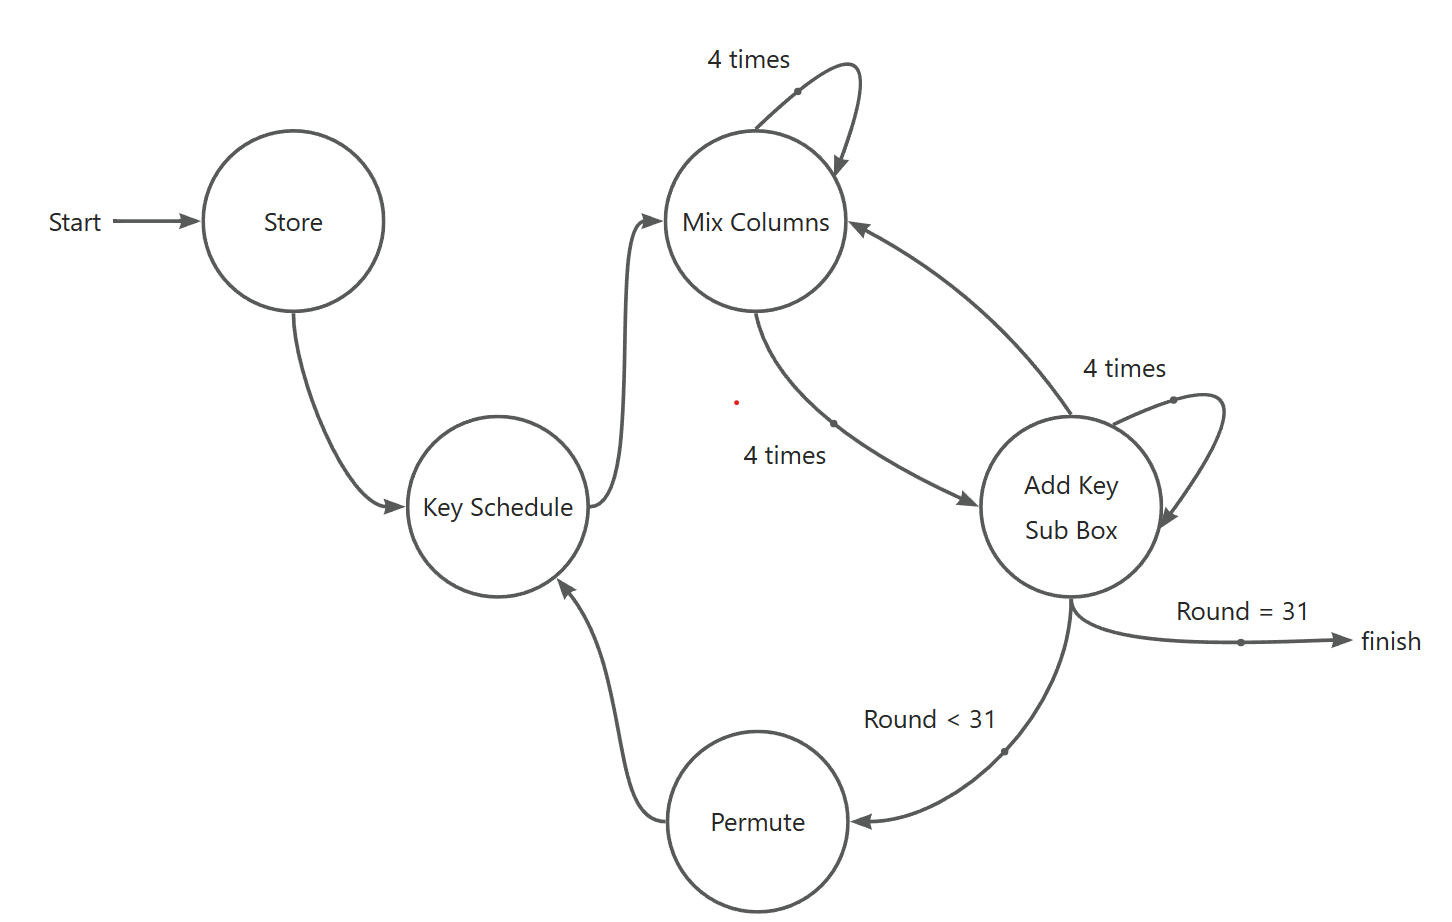 4 times
Start
Store
Mix Columns
4 times
4 times
Key Schedule
Add Key
Sub Box
Round = 31
finish
Round < 31
Permute